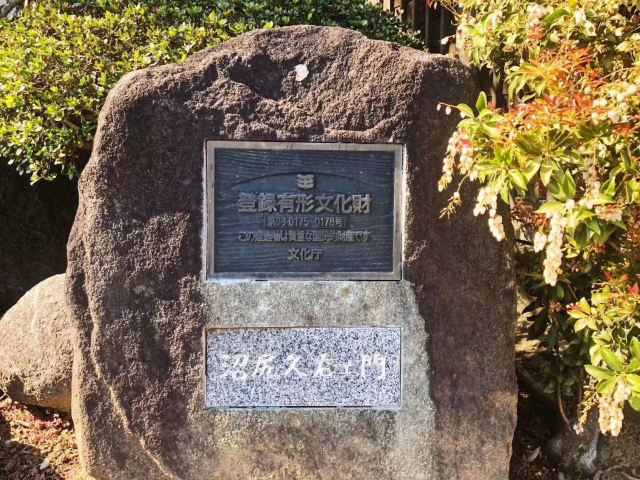 登録有形文化財
第08-0175~0178号
この建造物は貴重な国民的財産です
文化庁
沼尻久右エ門